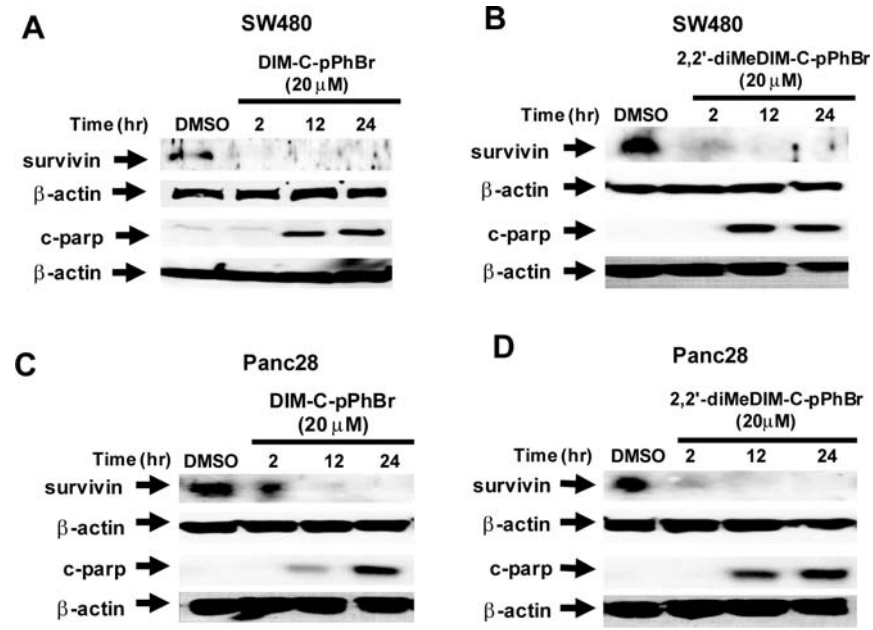 A
SW480
DIM-C-pPhBr
(20 μM)
Time (hr) DMSO 2 12 24
survivin
β-actin
c-parp
β-actin
B
SW480
2,2'-diMeDIM-C-pPhBr
(20 μM)
Time (hr) DMSO 2 12 24
survivin
β-actin
c-parp
β-actin
C
Panc28
DIM-C-pPhBr
(20 μM)
Time (hr) DMSO 2 12 24
survivin
β-actin
c-parp
β-actin
D
Panc28
2,2'-diMeDIM-C-pPhBr
(20μM)
Time (hr) DMSO 2 12 24
survivin
β-actin
c-parp
β-actin